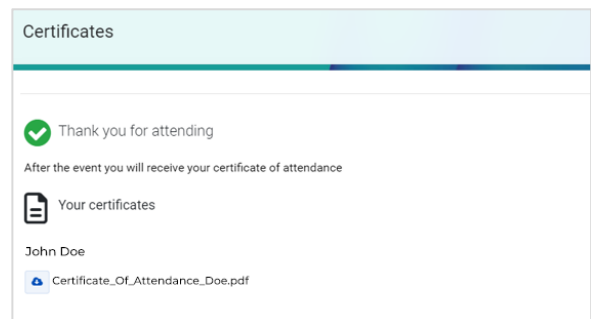 Certificates
Thank you for attending
After the event you will receive your certificate of attendance
Your certificates
John Doe
Certificate_Of_Attendance_Doe.pdf